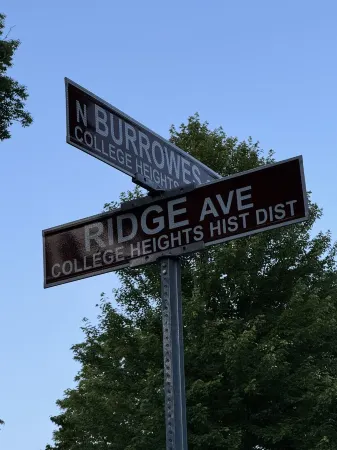 N BURROWES
COLLEGE HEIGHTS
RIDGE AVE
COLLEGE HEIGHTS HIST DIST